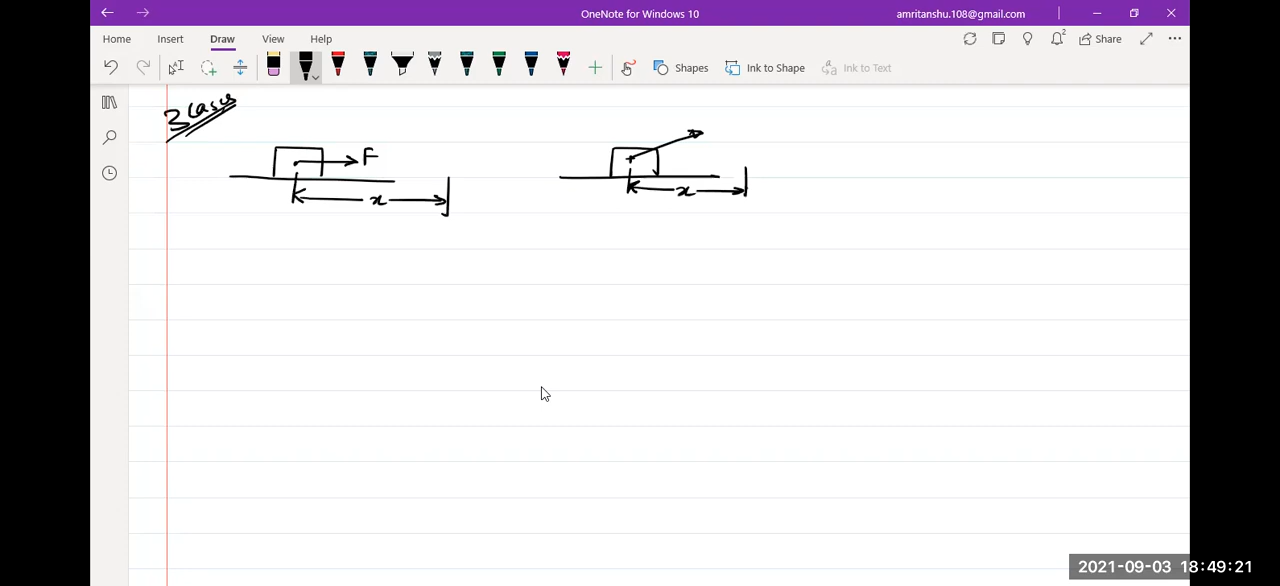 OneNote for Windows 10
amritanshu.108@gmail.com
Home Insert Draw View Help
2
Share
Shapes Ink to Shape Ink to Text
3 cases
F
x
x
2021-09-03 18:49:21